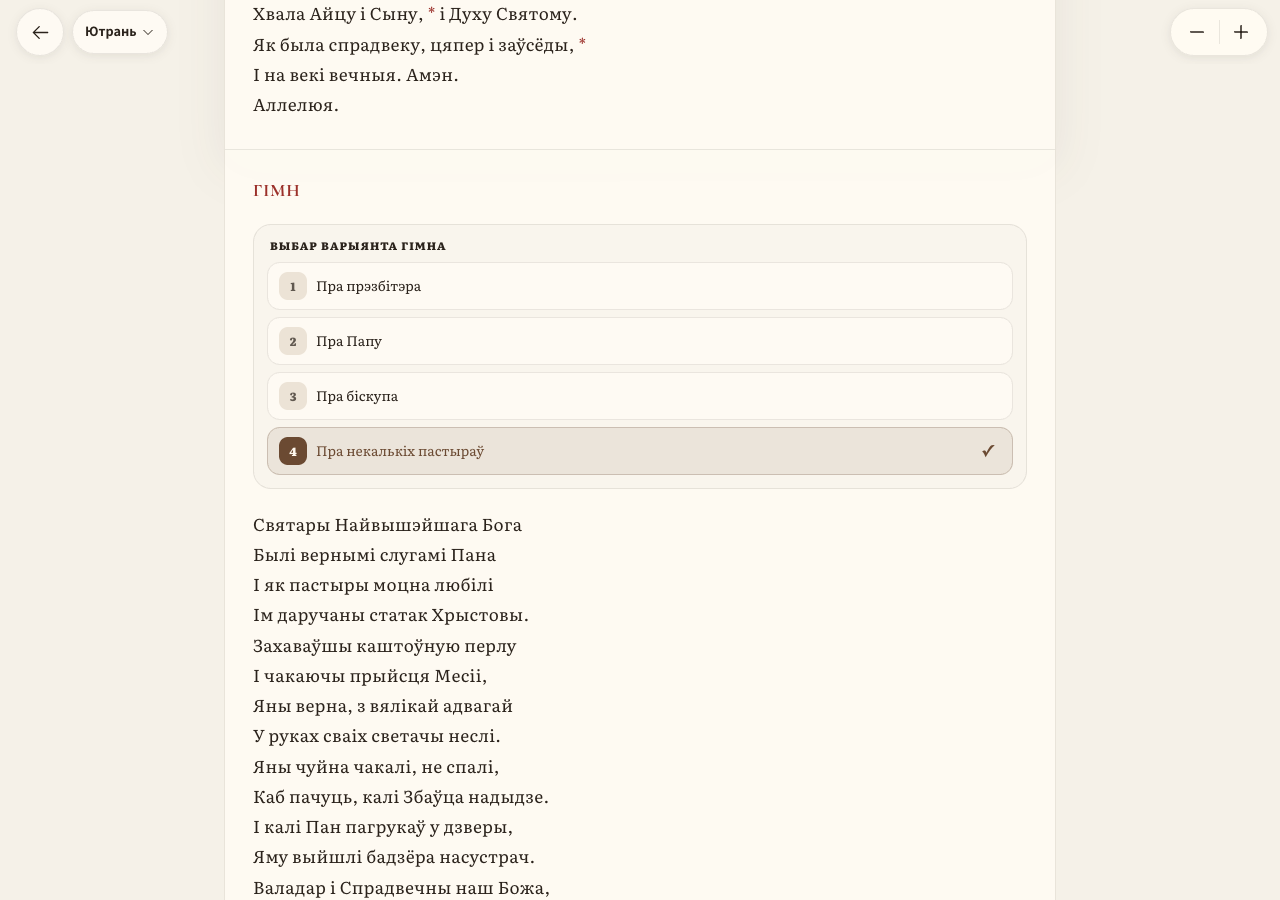 Ютрань
Хвала Айцу і Сыну, * і Духу Святому.
Як была спрадвеку, цяпер і заўсёды, *
І на векі вечныя. Амэн.
Аллелюя.
ГІМН
ВЫБАР ВАРЫЯНТА ГІМНА
1 Пра прэзбітэра
2 Пра Папу
3 Пра біскупа
4 Пра некалькіх пастыраў ✓
Святары Найвышэйшага Бога
Былі вернымі слугамі Пана
І як пастыры моцна любілі
Ім даручаны статак Хрыстовы.
Захаваўшы каштоўную перлу
І чакаючы прыйсця Месіі,
Яны верна, з вялікай адвагай
У руках сваіх светачы неслі.
Яны чуйна чакалі, не спалі,
Каб пачуць, калі Збаўца надыдзе.
І калі Пан пагрукаў у дзверы,
Яму выйшлі бадзёра насустрач.
Валадар і Спрадвечны наш Божа,